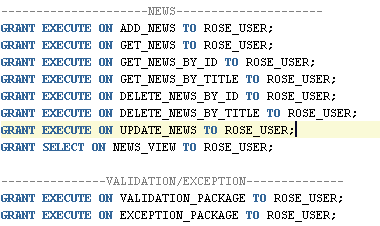 ---------------------NEWS---------------------
GRANT EXECUTE ON ADD_NEWS TO ROSE_USER;
GRANT EXECUTE ON GET_NEWS TO ROSE_USER;
GRANT EXECUTE ON GET_NEWS_BY_ID TO ROSE_USER;
GRANT EXECUTE ON GET_NEWS_BY_TITLE TO ROSE_USER;
GRANT EXECUTE ON DELETE_NEWS_BY_ID TO ROSE_USER;
GRANT EXECUTE ON DELETE_NEWS_BY_TITLE TO ROSE_USER;
GRANT EXECUTE ON UPDATE_NEWS TO ROSE_USER;
GRANT SELECT ON NEWS_VIEW TO ROSE_USER;
---------------VALIDATION/EXCEPTION--------------
GRANT EXECUTE ON VALIDATION_PACKAGE TO ROSE_USER;
GRANT EXECUTE ON EXCEPTION_PACKAGE TO ROSE_USER;